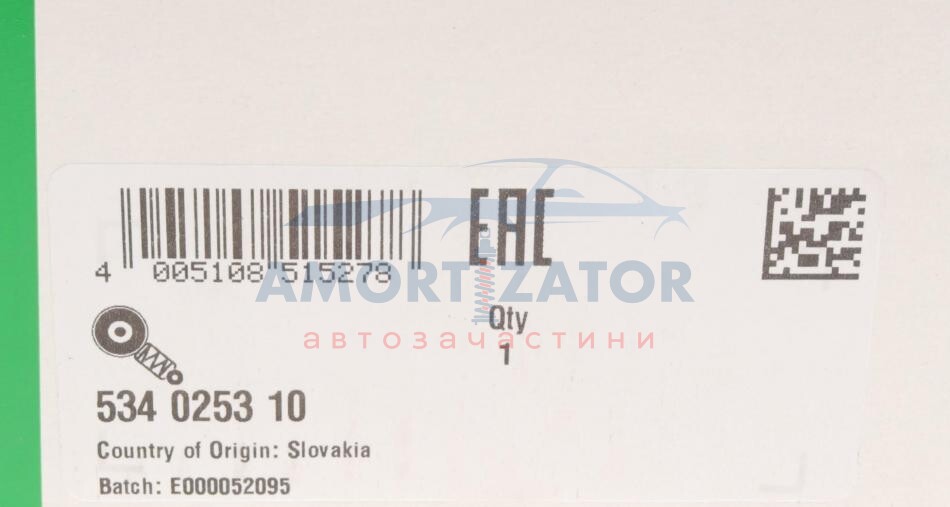 EAC
4 005108 515278
AMORTIZATOR
Qty
автозапчастини
1
534 0253 10
Country of Origin: Slovakia
Batch: E000052095